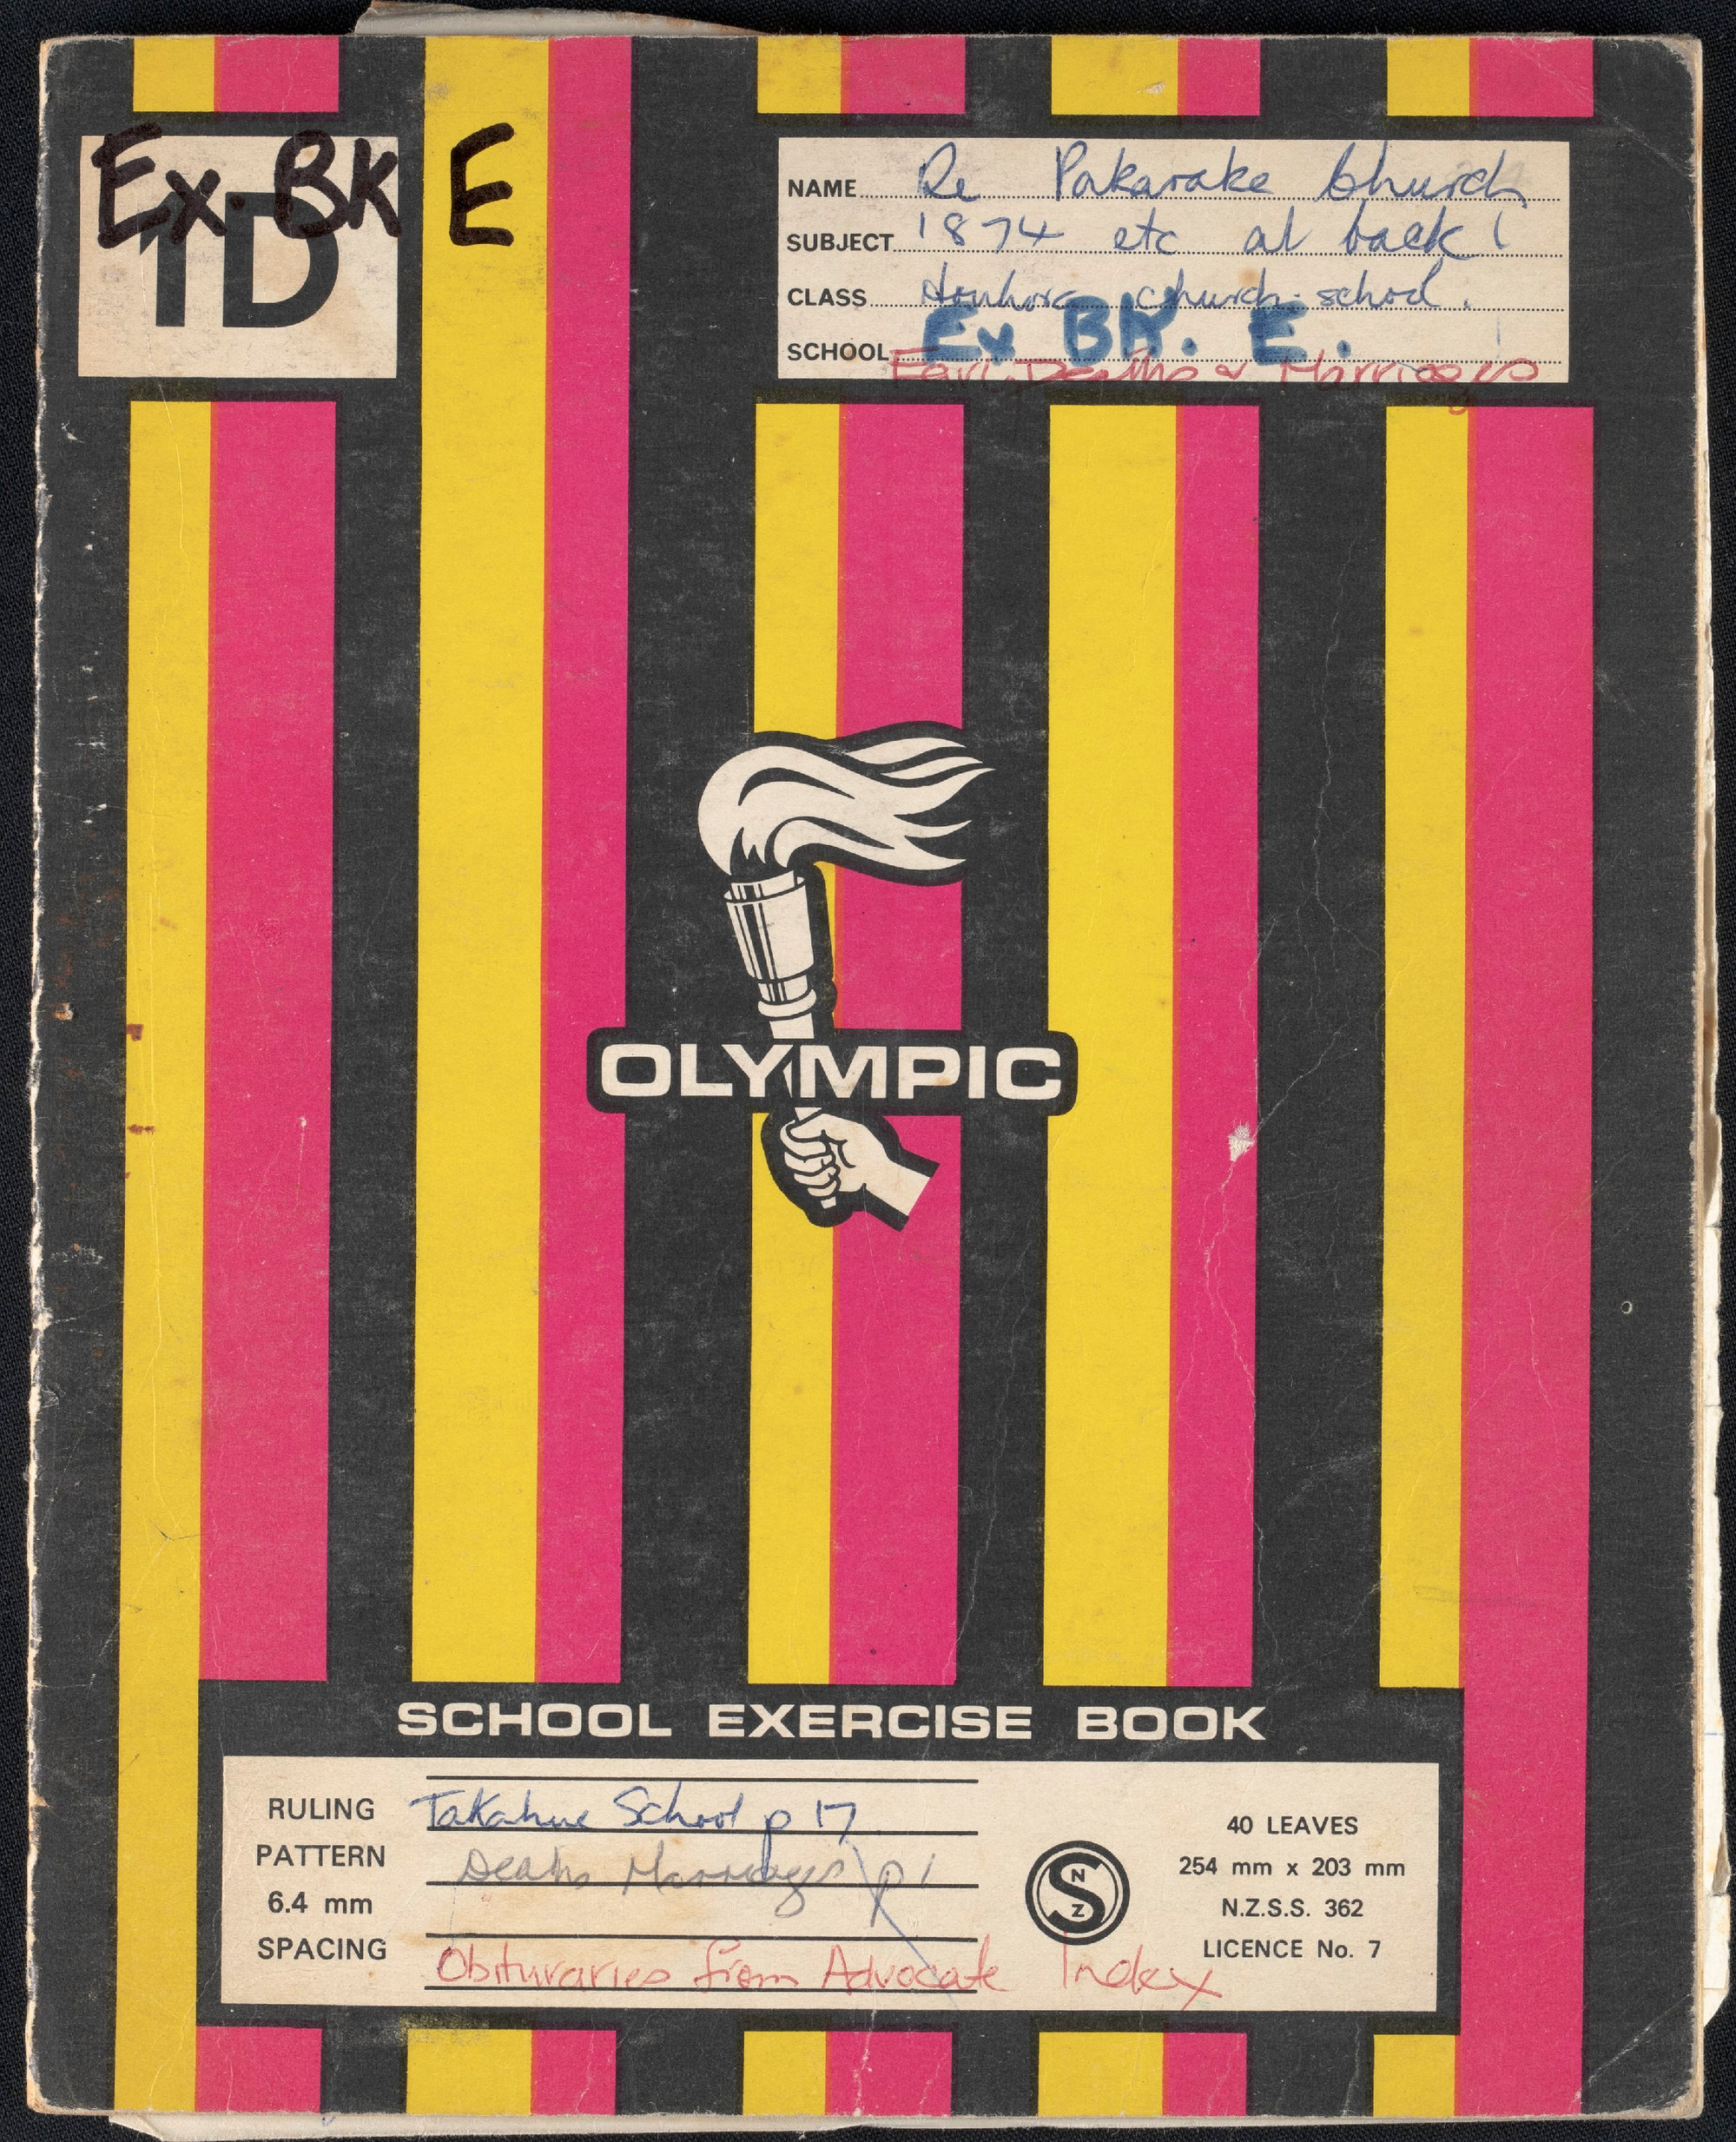 Ex. BK E
1D
NAME Re Pakarake Church
SUBJECT 1874 etc at back!
CLASS church school.
SCHOOL Ex BK. E.
Deaths & Marriages
OLYMPIC
SCHOOL EXERCISE BOOK
RULING
PATTERN
6.4 mm
SPACING
Takahue School p 17
Deaths Marriages p 1
Obituraries from Advocate Index
NZS
40 LEAVES
254 mm x 203 mm
N.Z.S.S. 362
LICENCE No. 7